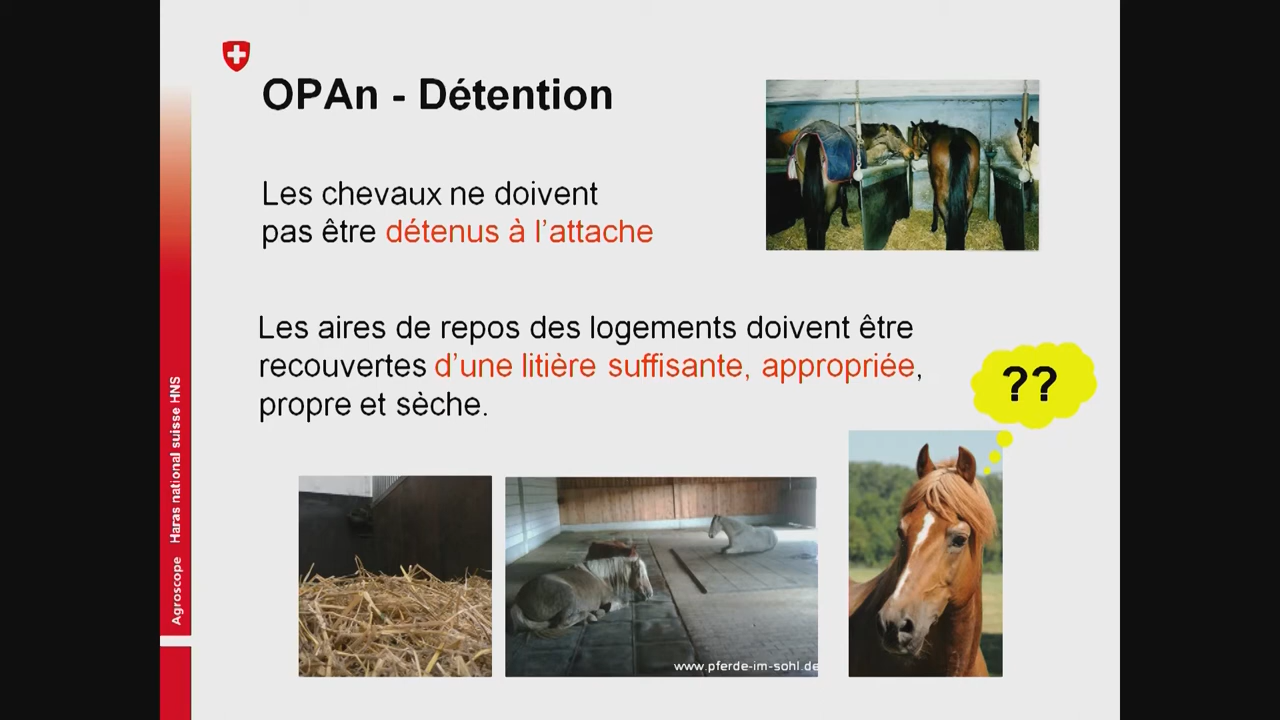 OPAn - Détention
Les chevaux ne doivent
pas être détenus à l'attache
Les aires de repos des logements doivent être
recouvertes d'une litière suffisante, appropriée,
propre et sèche.
??
www.pferde-im-sohl.de
Agroscope Haras national suisse HNS